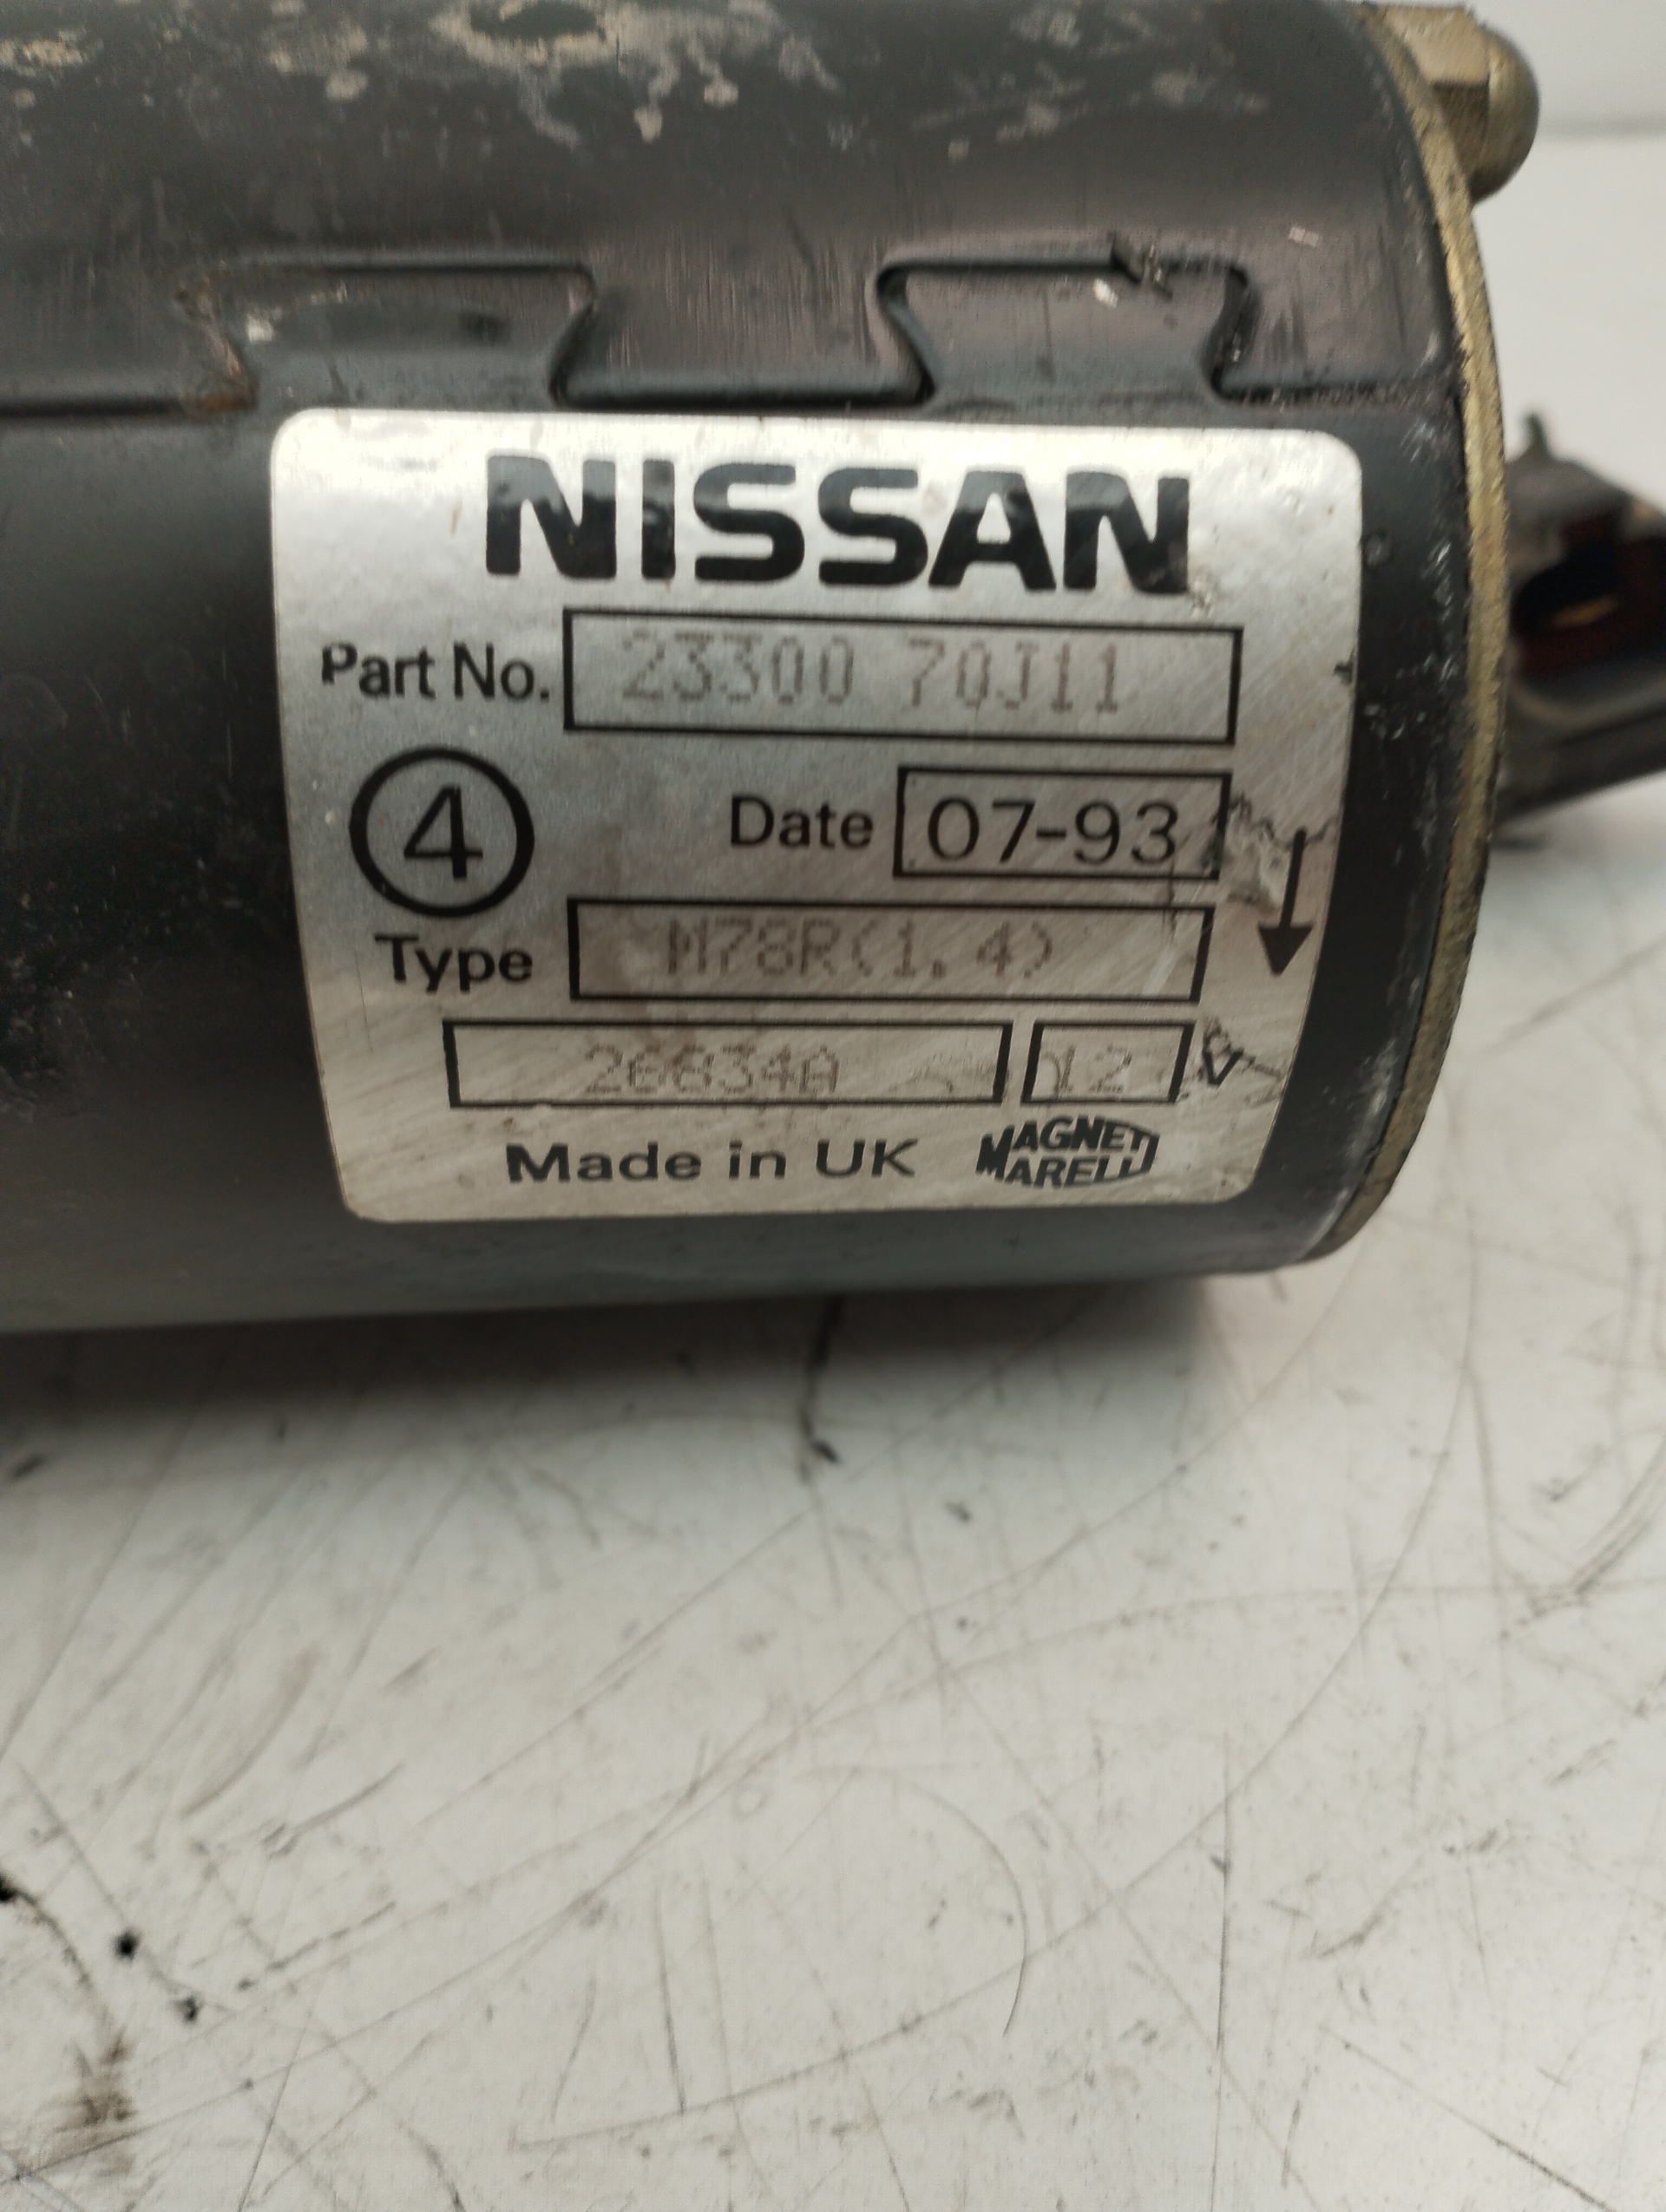 NISSAN
Part No. 23300 70J11
4 Date 07-93
Type M78R(1.4)
26834A 12 V
Made in UK MAGNETI MARELLI